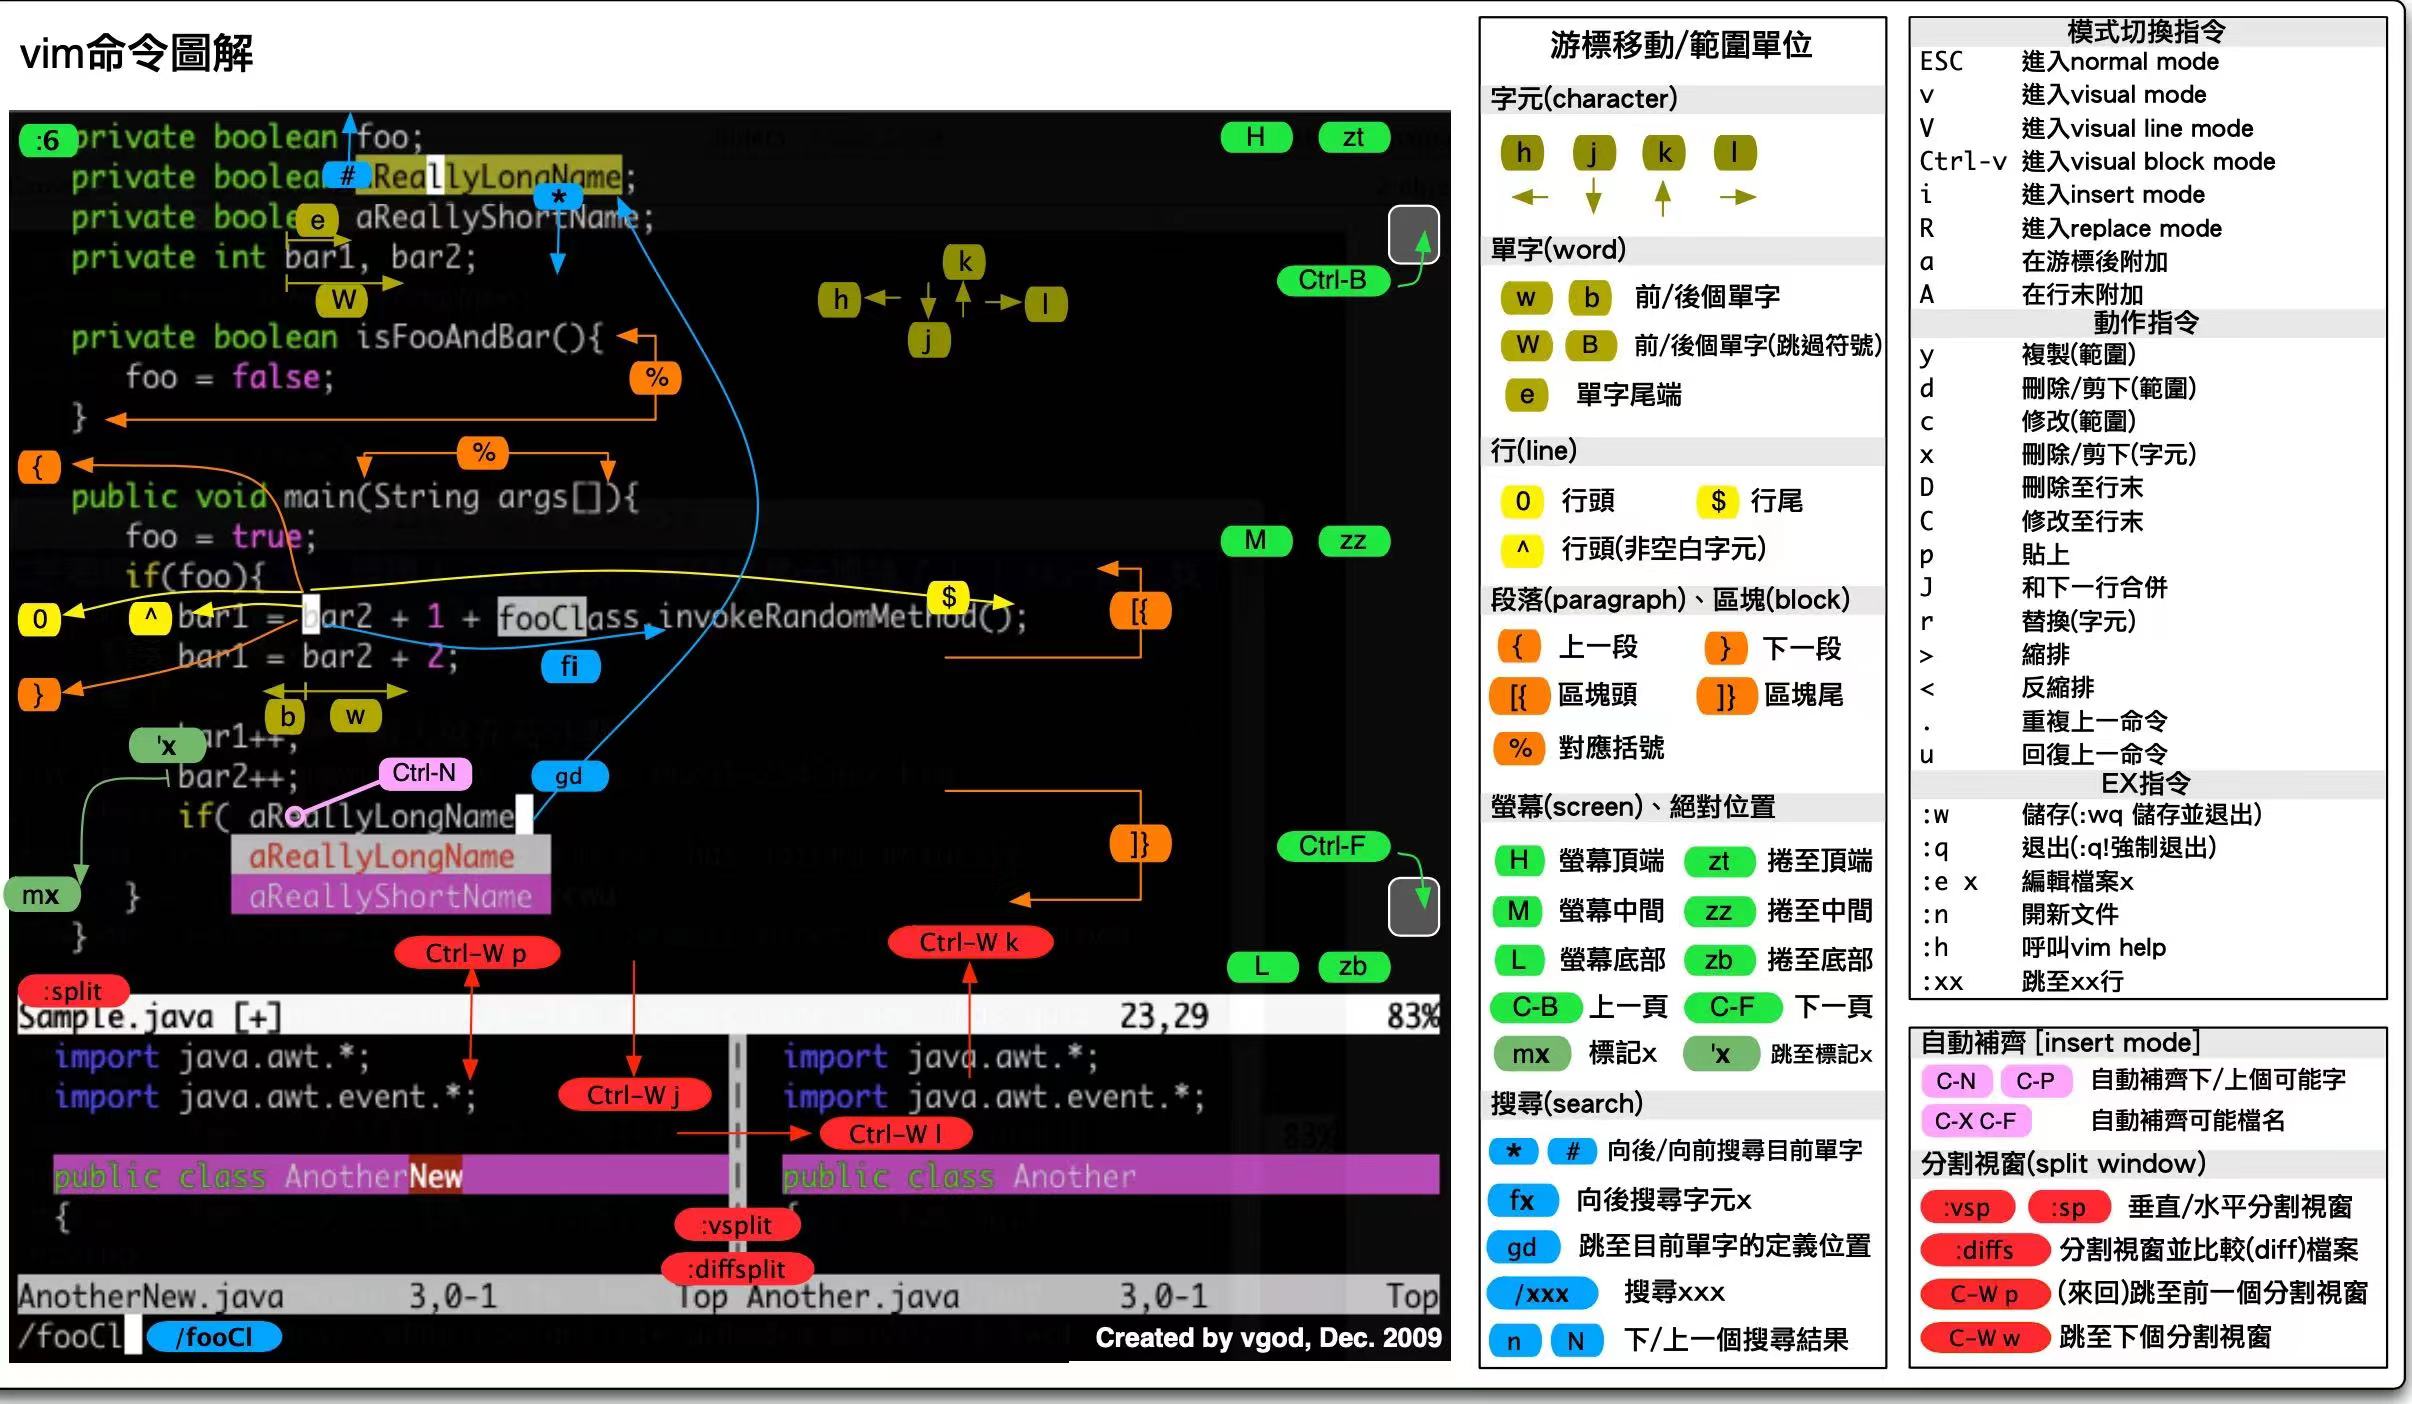 vim命令圖解
:6 private boolean foo; H zt
private boolean # aReallyLongName;
*
private boole e aReallyShortName;
private int bar1, bar2;
W
k
h l
j
Ctrl-B
private boolean isFooAndBar(){
foo = false; %
}
{ %
public void main(String args[]){
foo = true; M zz
if(foo){
0 ^ bar1 = bar2 + 1 + fooClass.invokeRandomMethod(); $ [{
bar1 = bar2 + 2; fi
}
b w
'x bar1++;
bar2++; Ctrl-N gd
if( aReallyLongName
aReallyLongName ]} Ctrl-F
mx } aReallyShortName
}
Ctrl-W p Ctrl-W k L zb
:split
Sample.java [+] 23,29 83%
import java.awt.*; import java.awt.*;
import java.awt.event.*; Ctrl-W j import java.awt.event.*;
Ctrl-W l
public class AnotherNew public class Another
{ :vsplit
:diffsplit
AnotherNew.java 3,0-1 Top Another.java 3,0-1 Top
/fooCl /fooCl Created by vgod, Dec. 2009
游標移動/範圍單位
字元(character)
h j k l
單字(word)
w b 前/後個單字
W B 前/後個單字(跳過符號)
e 單字尾端
行(line)
0 行頭 $ 行尾
^ 行頭(非空白字元)
段落(paragraph)、區塊(block)
{ 上一段 } 下一段
[{ 區塊頭 ]} 區塊尾
% 對應括號
螢幕(screen)、絕對位置
H 螢幕頂端 zt 捲至頂端
M 螢幕中間 zz 捲至中間
L 螢幕底部 zb 捲至底部
C-B 上一頁 C-F 下一頁
mx 標記x 'x 跳至標記x
搜尋(search)
* # 向後/向前搜尋目前單字
fx 向後搜尋字元x
gd 跳至目前單字的定義位置
/xxx 搜尋xxx
n N 下/上一個搜尋結果
模式切換指令
ESC 進入normal mode
v 進入visual mode
V 進入visual line mode
Ctrl-v 進入visual block mode
i 進入insert mode
R 進入replace mode
a 在游標後附加
A 在行末附加
動作指令
y 複製(範圍)
d 刪除/剪下(範圍)
c 修改(範圍)
x 刪除/剪下(字元)
D 刪除至行末
C 修改至行末
p 貼上
J 和下一行合併
r 替換(字元)
> 縮排
< 反縮排
. 重複上一命令
u 回復上一命令
EX指令
:w 儲存(:wq 儲存並退出)
:q 退出(:q!強制退出)
:e x 編輯檔案x
:n 開新文件
:h 呼叫vim help
:xx 跳至xx行
自動補齊 [insert mode]
C-N C-P 自動補齊下/上個可能字
C-X C-F 自動補齊可能檔名
分割視窗(split window)
:vsp :sp 垂直/水平分割視窗
:diffs 分割視窗並比較(diff)檔案
C-W p (來回)跳至前一個分割視窗
C-W w 跳至下個分割視窗